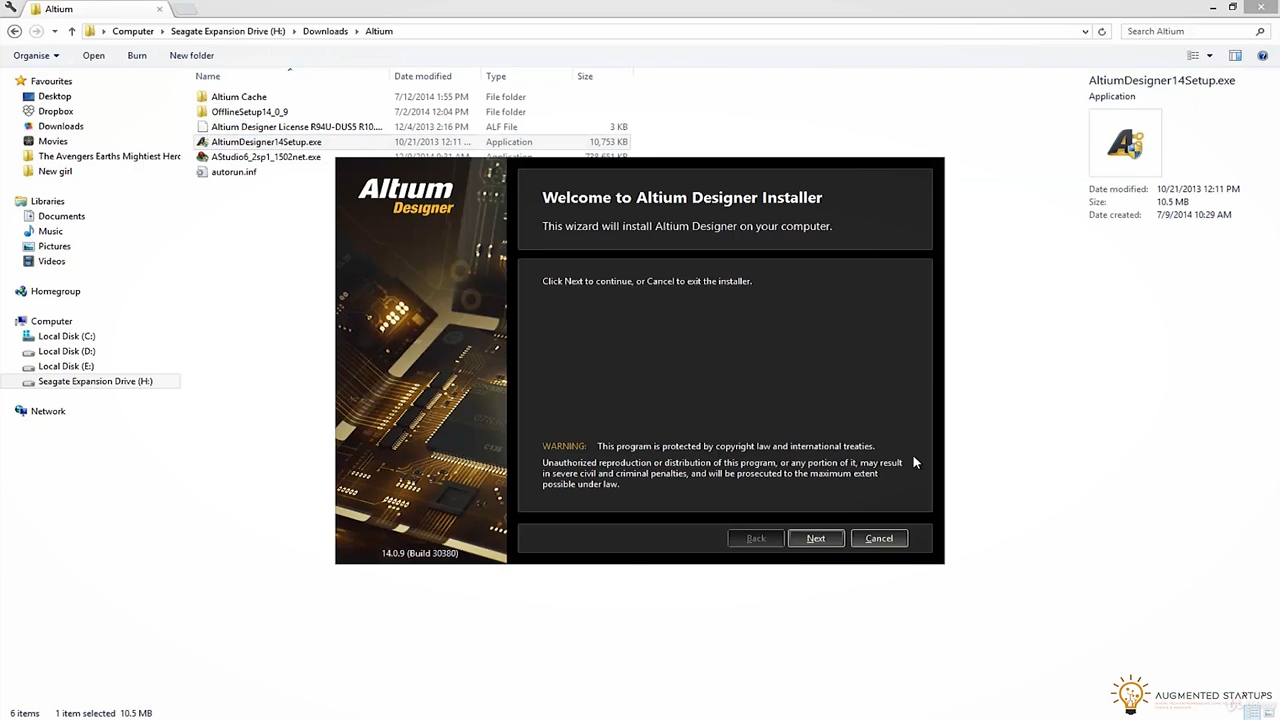 Altium
Computer
Seagate Expansion Drive (H:)
Downloads
Altium
Search Altium
Organise
Open
Burn
New folder
Favourites
Desktop
Dropbox
Downloads
Movies
The Avengers Earths Mightiest Hero
New girl
Libraries
Documents
Music
Pictures
Videos
Homegroup
Computer
Local Disk (C:)
Local Disk (D:)
Local Disk (E:)
Seagate Expansion Drive (H:)
Network
Name Date modified Type Size
Altium Cache 7/12/2014 1:55 PM File folder
OfflineSetup14_0_9 7/2/2014 12:04 PM File folder
Altium Designer License R94U-DUS5 R10.... 12/4/2013 2:16 PM ALF File 3 KB
AltiumDesigner14Setup.exe 10/21/2013 12:11 ... Application 10,753 KB
AStudio6_2sp1_1502net.exe Application
autorun.inf
Altium
Designer
14.0.9 (Build 30380)
Welcome to Altium Designer Installer
This wizard will install Altium Designer on your computer.
Click Next to continue, or Cancel to exit the installer.
WARNING: This program is protected by copyright law and international treaties.
Unauthorized reproduction or distribution of this program, or any portion of it, may result
in severe civil and criminal penalties, and will be prosecuted to the maximum extent
possible under law.
Back Next Cancel
AltiumDesigner14Setup.exe
Application
Date modified: 10/21/2013 12:11 PM
Size: 10.5 MB
Date created: 7/9/2014 10:29 AM
6 items 1 item selected 10.5 MB
AUGMENTED STARTUPS